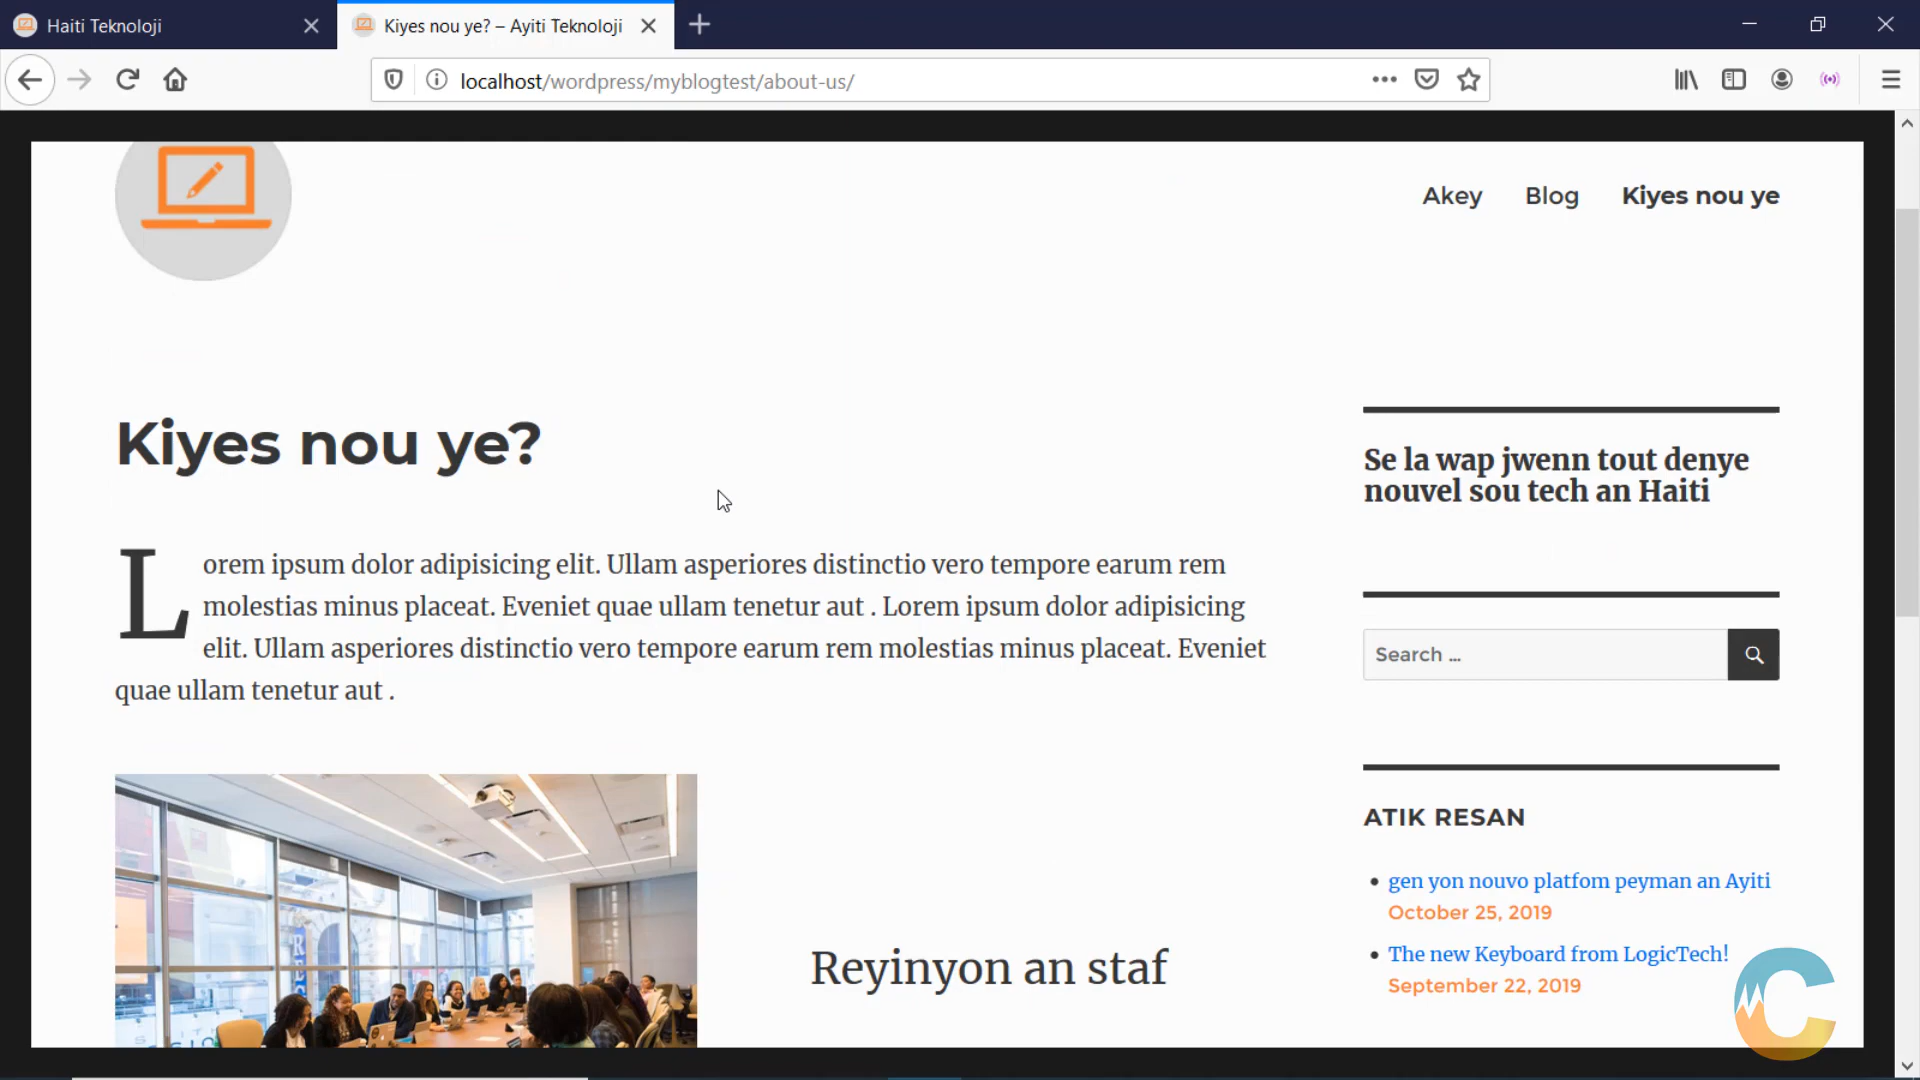 Haiti Teknoloji
Kiyes nou ye? – Ayiti Teknoloji
localhost/wordpress/myblogtest/about-us/
Akey Blog Kiyes nou ye
Kiyes nou ye?
Lorem ipsum dolor adipisicing elit. Ullam asperiores distinctio vero tempore earum rem
molestias minus placeat. Eveniet quae ullam tenetur aut . Lorem ipsum dolor adipisicing
elit. Ullam asperiores distinctio vero tempore earum rem molestias minus placeat. Eveniet
quae ullam tenetur aut .
Reyinyon an staf
Se la wap jwenn tout denye
nouvel sou tech an Haiti
Search ...
ATIK RESAN
gen yon nouvo platfom peyman an Ayiti
October 25, 2019
The new Keyboard from LogicTech!
September 22, 2019